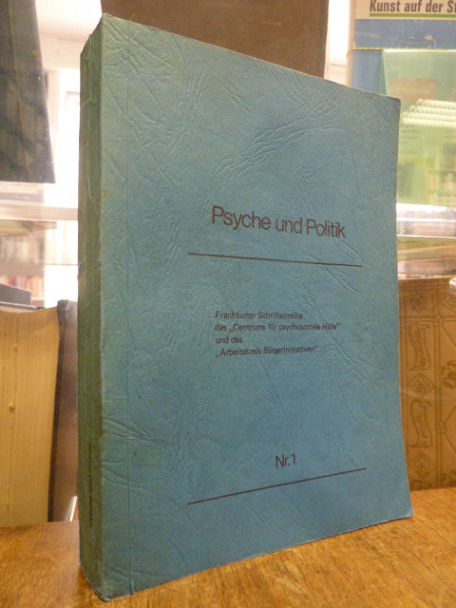 Kunst auf der St
Psyche und Politik
Frankfurter Schriftenreihe
des „Centrums für psychosoziale Hilfe"
und des
„Arbeitskreis Bürgerinitiativen"
Nr.1